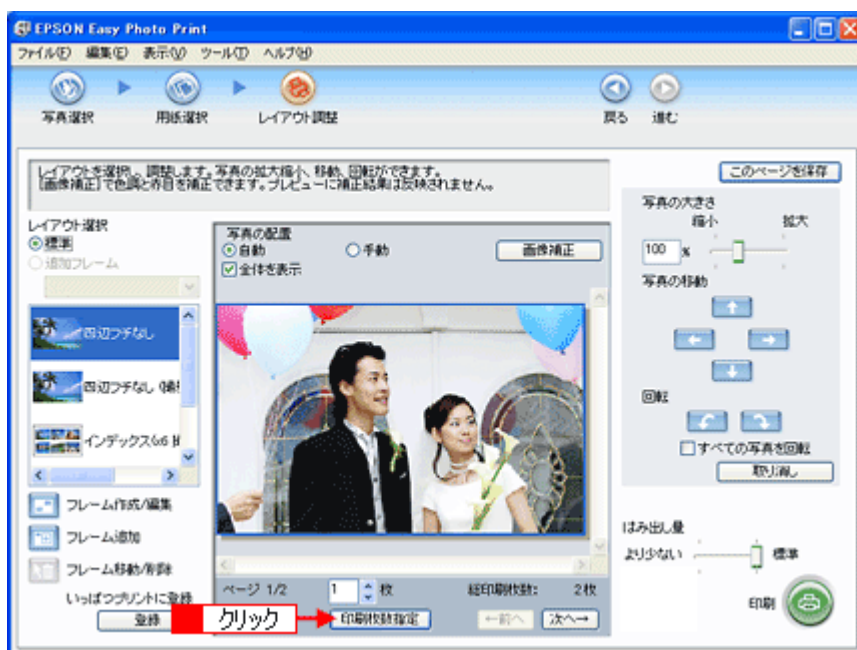 EPSON Easy Photo Print
ファイル(F) 編集(E) 表示(V) ツール(T) ヘルプ(H)
写真選択 用紙選択 レイアウト調整 戻る 進む
レイアウトを選択し、調整します。写真の拡大縮小、移動、回転ができます。
[画像補正]で色調と赤目を補正できます。プレビューに補正結果は反映されません。
このページを保存
レイアウト選択
標準
追加フレーム
四辺フチなし
四辺フチなし
インデックス
フレーム作成/編集
フレーム追加
フレーム移動/削除
いっぱつプリントに登録
登録
写真の配置
自動 手動 画像補正
全体を表示
ページ 1/2 1 枚 総印刷枚数: 2枚
クリック
印刷枚数指定 ←前へ 次へ→
写真の大きさ
縮小 拡大
100 %
写真の移動
回転
すべての写真を回転
取り消し
はみ出し量
より少ない 標準
印刷